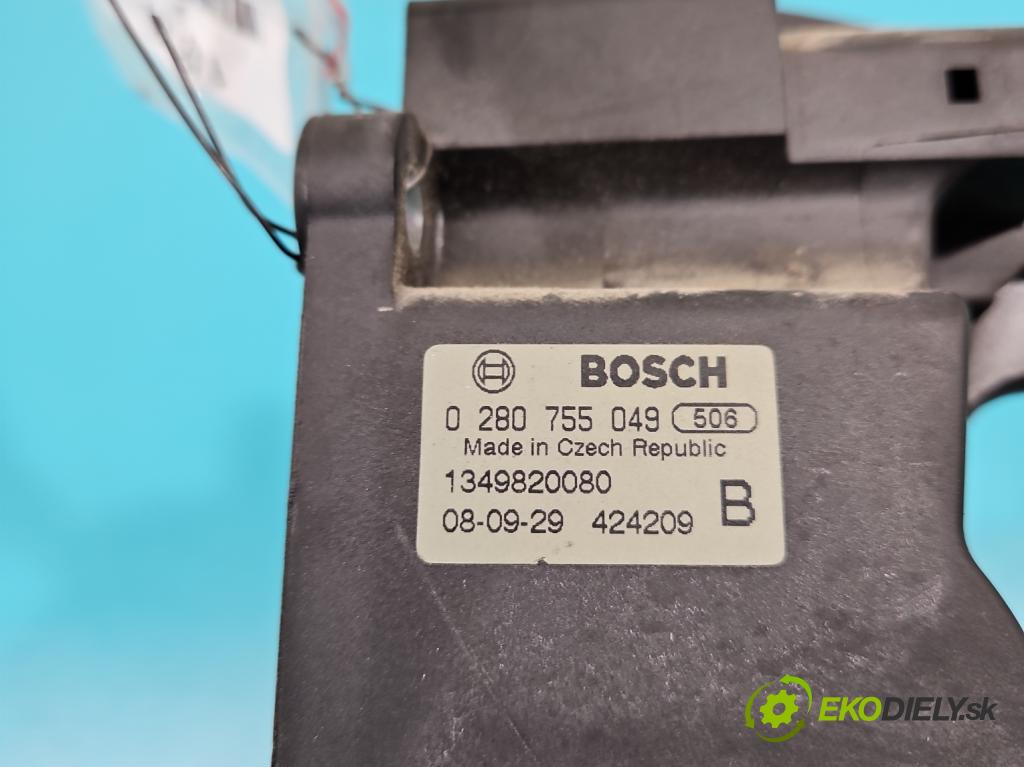 BOSCH
0 280 755 049 506
Made in Czech Republic
1349820080
08-09-29 424209 B
EKODIELY.sk